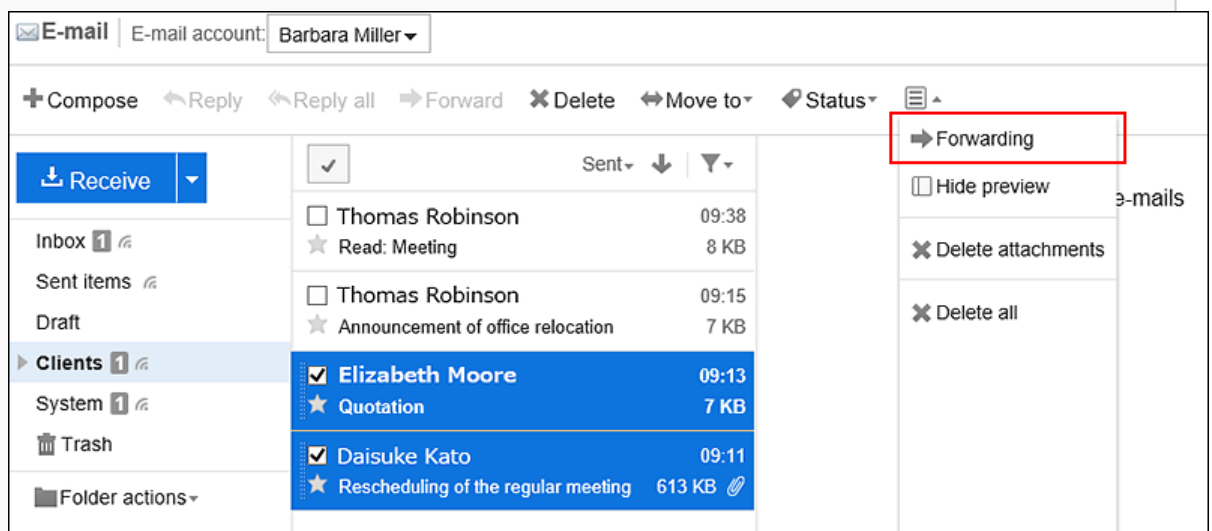 E-mail E-mail account: Barbara Miller
Compose Reply Reply all Forward Delete Move to Status
Forwarding
Hide preview
Delete attachments
Delete all
e-mails
Receive
Inbox 1
Sent items
Draft
Clients 1
System 1
Trash
Folder actions
Sent
Thomas Robinson 09:38
Read: Meeting 8 KB
Thomas Robinson 09:15
Announcement of office relocation 7 KB
Elizabeth Moore 09:13
Quotation 7 KB
Daisuke Kato 09:11
Rescheduling of the regular meeting 613 KB